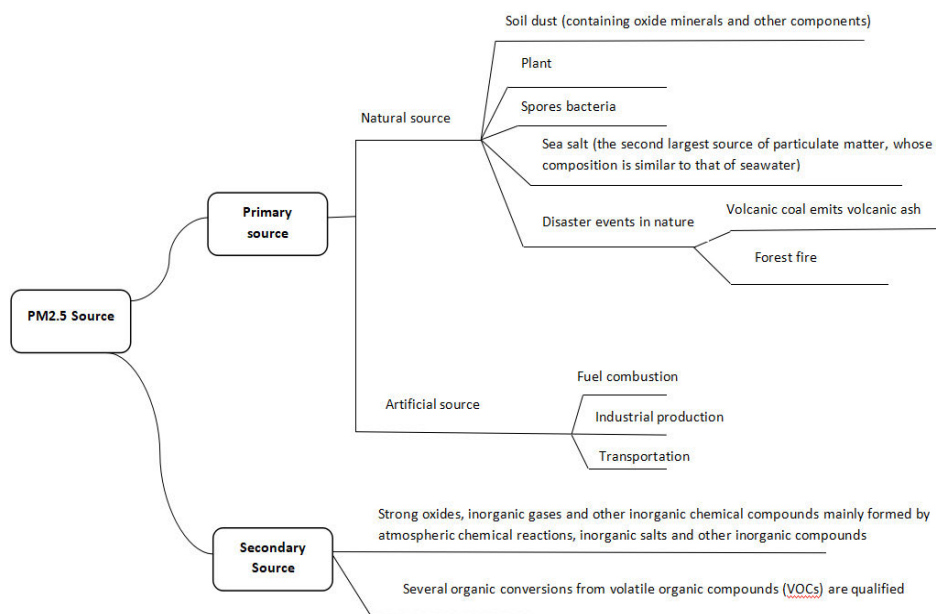 Soil dust (containing oxide minerals and other components)
Plant
Natural source
Spores bacteria
Sea salt (the second largest source of particulate matter, whose
composition is similar to that of seawater)
Primary
source
Disaster events in nature
Volcanic coal emits volcanic ash
Forest fire
PM2.5 Source
Artificial source
Fuel combustion
Industrial production
Transportation
Secondary
Source
Strong oxides, inorganic gases and other inorganic chemical compounds mainly formed by
atmospheric chemical reactions, inorganic salts and other inorganic compounds
Several organic conversions from volatile organic compounds (VOCs) are qualified